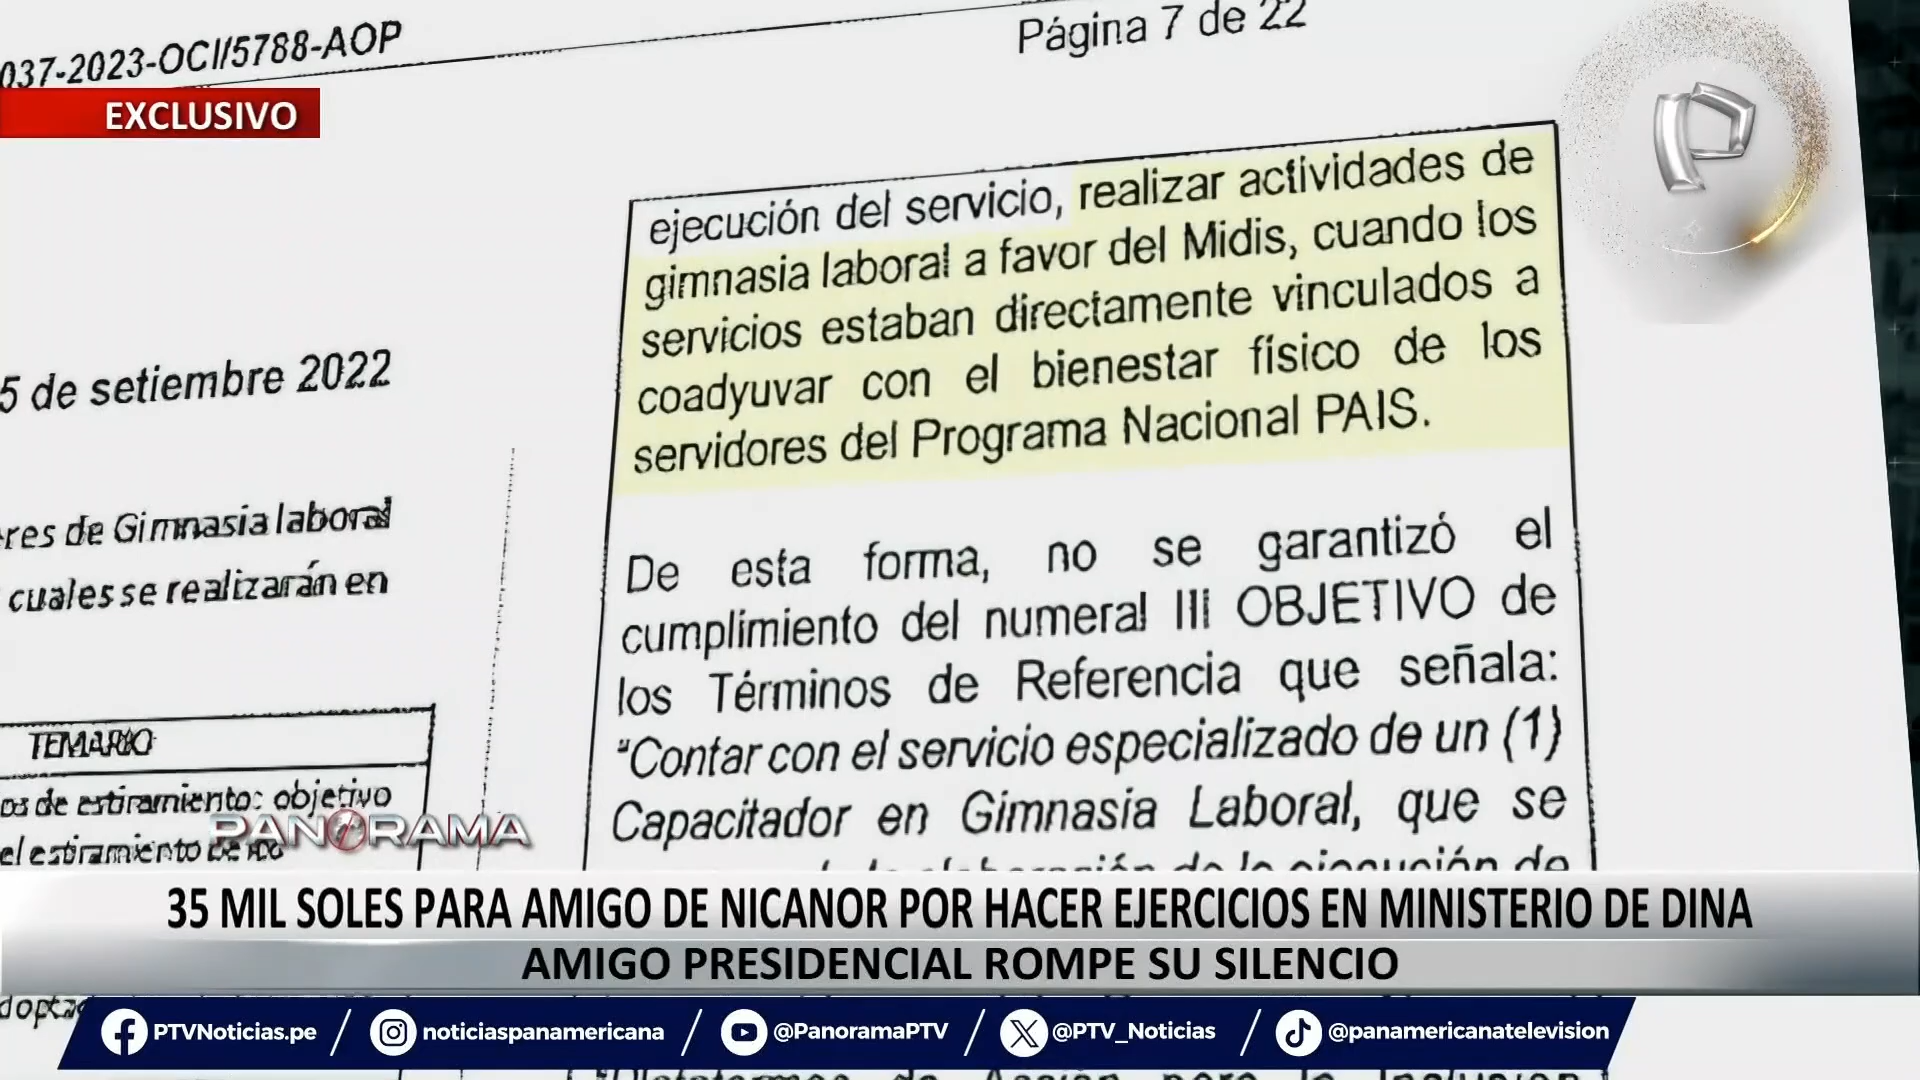 037-2023-OCI/5788-AOP
Página 7 de 22
EXCLUSIVO
ejecución del servicio, realizar actividades de
gimnasia laboral a favor del Midis, cuando los
servicios estaban directamente vinculados a
coadyuvar con el bienestar físico de los
servidores del Programa Nacional PAIS.
De esta forma, no se garantizó el
cumplimiento del numeral III OBJETIVO de
los Términos de Referencia que señala:
“Contar con el servicio especializado de un (1)
Capacitador en Gimnasia Laboral, que se
5 de setiembre 2022
res de Gimnasia laboral
cuales se realizarán en
TEMARIO
os de estiramiento: objetivo
el estiramiento
PANORAMA
35 MIL SOLES PARA AMIGO DE NICANOR POR HACER EJERCICIOS EN MINISTERIO DE DINA
AMIGO PRESIDENCIAL ROMPE SU SILENCIO
PTVNoticias.pe / noticiaspanamericana / @PanoramaPTV / @PTV_Noticias / @panamericanatelevision